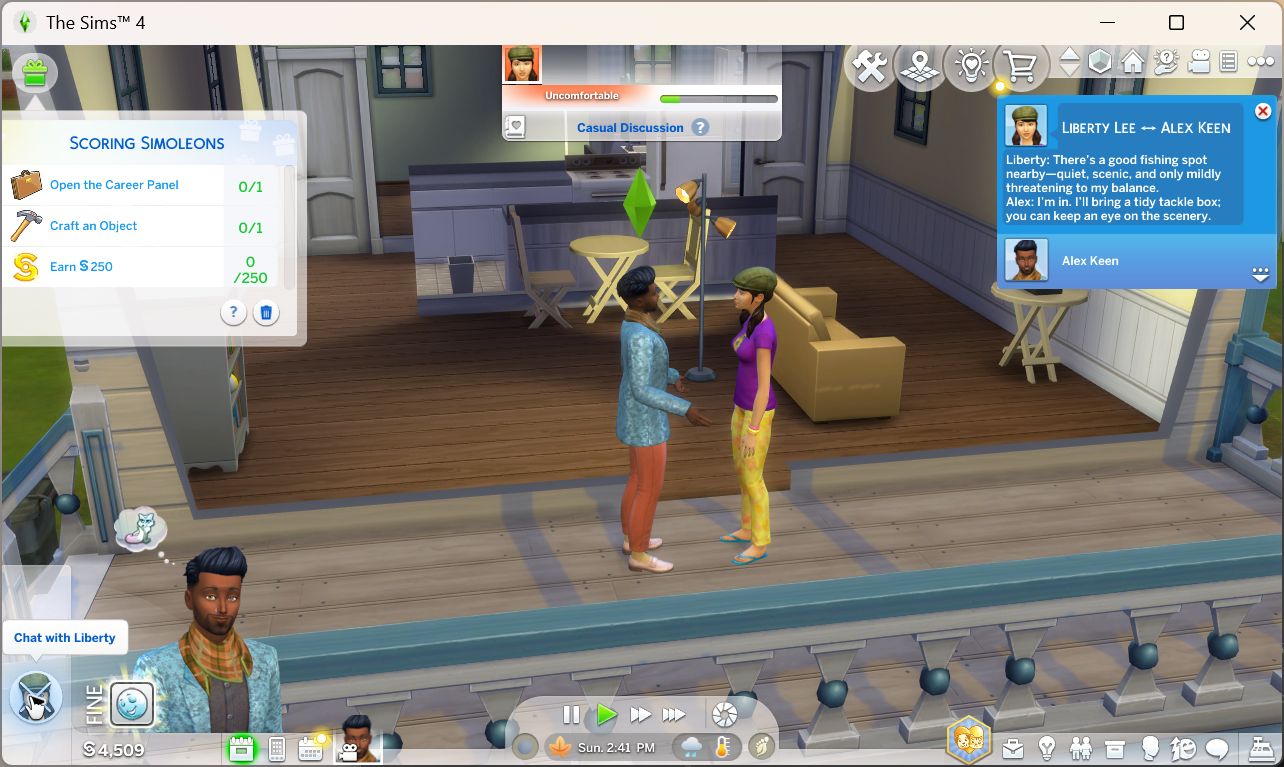 The Sims™ 4
Uncomfortable
Casual Discussion ?
SCORING SIMOLEONS
Open the Career Panel 0/1
Craft an Object 0/1
Earn §250 0
/250
?
LIBERTY LEE ↔ ALEX KEEN
Liberty: There's a good fishing spot
nearby—quiet, scenic, and only mildly
threatening to my balance.
Alex: I'm in. I'll bring a tidy tackle box;
you can keep an eye on the scenery.
Alex Keen
Chat with Liberty
FINE
§4,509
Sun. 2:41 PM